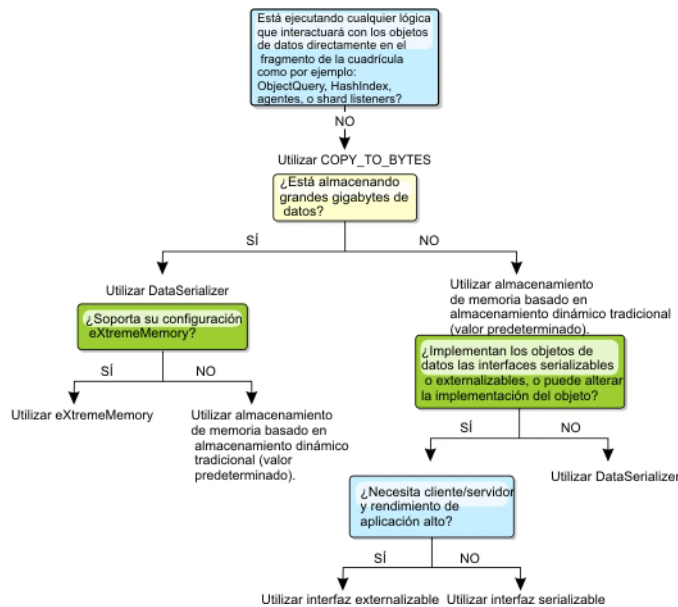 Está ejecutando cualquier lógica
que interactuará con los objetos
de datos directamente en el
fragmento de la cuadrícula
como por ejemplo:
ObjectQuery, HashIndex,
agentes, o shard listeners?
NO
Utilizar COPY_TO_BYTES
¿Está almacenando
grandes gigabytes de
datos?
SÍ
NO
Utilizar DataSerializer
¿Soporta su configuración
eXtremeMemory?
SÍ
NO
Utilizar eXtremeMemory
Utilizar almacenamiento
de memoria basado en
almacenamiento dinámico
tradicional (valor
predeterminado).
Utilizar almacenamiento
de memoria basado en
almacenamiento dinámico tradicional
(valor predeterminado).
¿Implementan los objetos de
datos las interfaces serializables
o externalizables, o puede alterar
la implementación del objeto?
SÍ
NO
Utilizar DataSerializer
¿Necesita cliente/servidor
y rendimiento de
aplicación alto?
SÍ
NO
Utilizar interfaz externalizable
Utilizar interfaz serializable